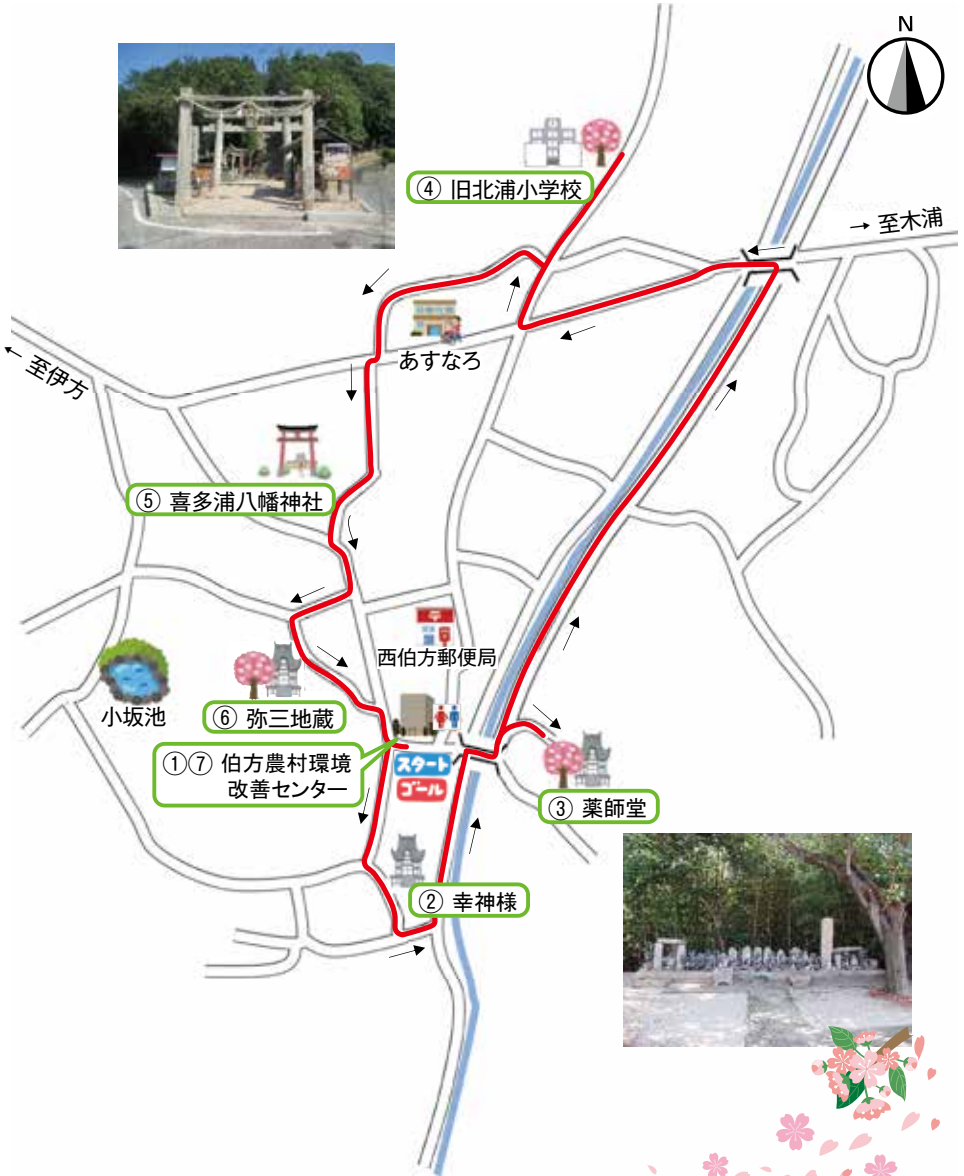 N
④ 旧北浦小学校
→ 至木浦
あすなろ
← 至伊方
⑤ 喜多浦八幡神社
西伯方郵便局
小坂池
⑥ 弥三地蔵
①⑦ 伯方農村環境
改善センター
スタート
ゴール
③ 薬師堂
② 幸神様